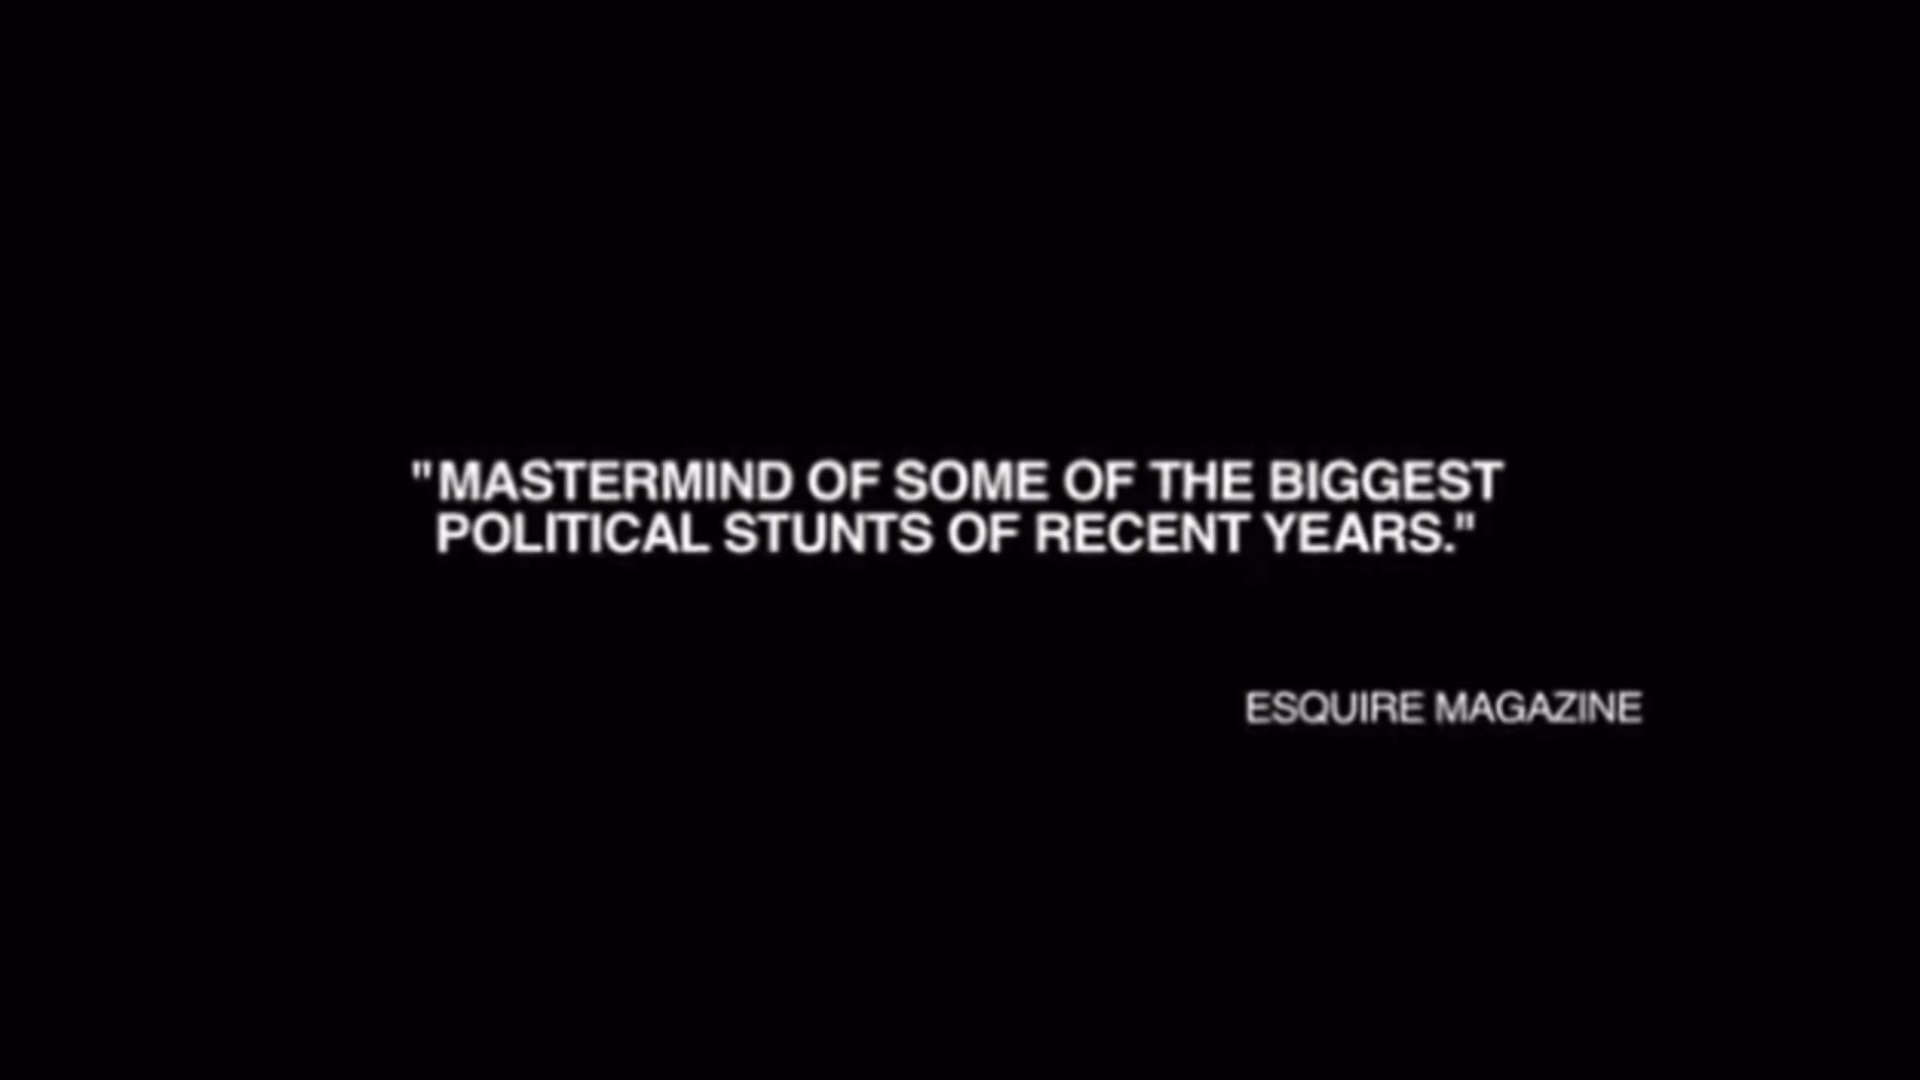 "MASTERMIND OF SOME OF THE BIGGEST
POLITICAL STUNTS OF RECENT YEARS."
ESQUIRE MAGAZINE